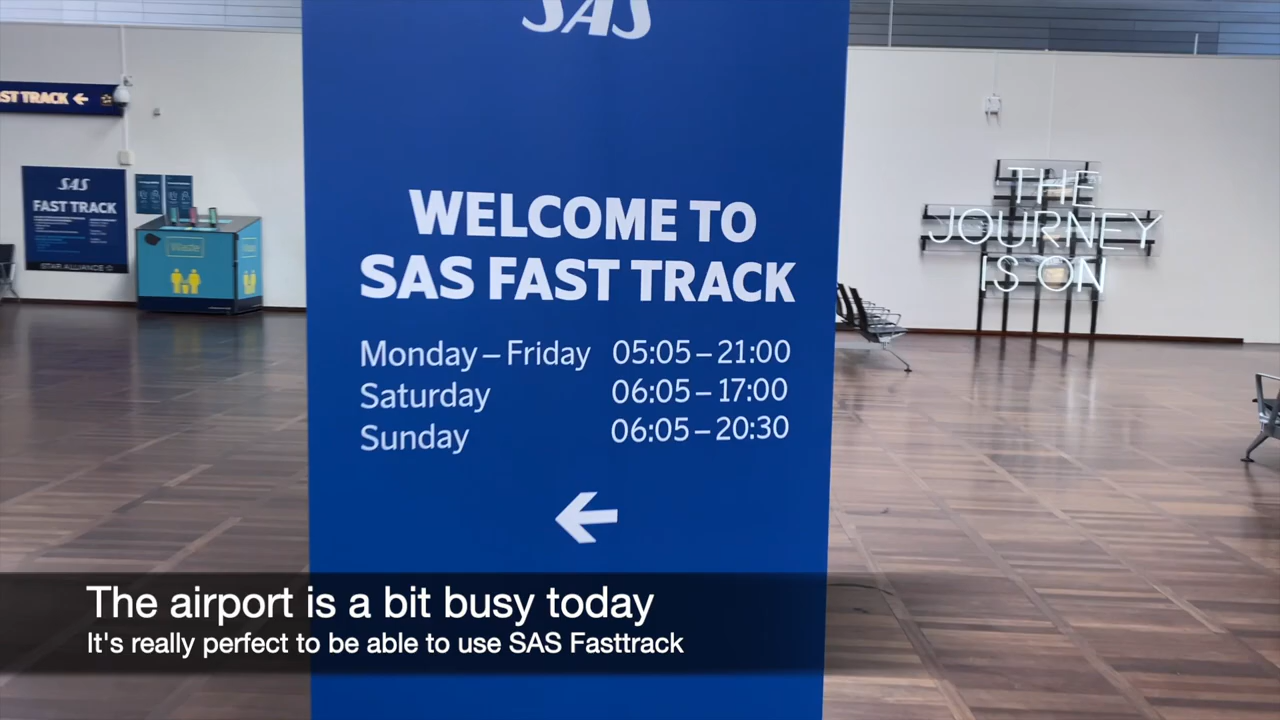 SAS
WELCOME TO
SAS FAST TRACK
Monday – Friday 05:05 – 21:00
Saturday 06:05 – 17:00
Sunday 06:05 – 20:30
←
ST TRACK ←
SAS
FAST TRACK
STAR ALLIANCE
Waste
THE
JOURNEY
IS ON
The airport is a bit busy today
It's really perfect to be able to use SAS Fasttrack